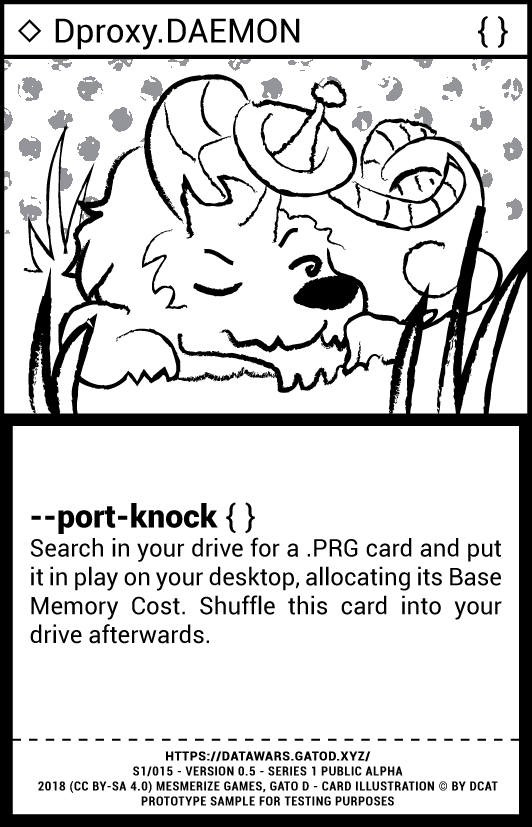 ◇ Dproxy.DAEMON { }
--port-knock { }
Search in your drive for a .PRG card and put
it in play on your desktop, allocating its Base
Memory Cost. Shuffle this card into your
drive afterwards.
HTTPS://DATAWARS.GATOD.XYZ/
S1/015 - VERSION 0.5 - SERIES 1 PUBLIC ALPHA
2018 (CC BY-SA 4.0) MESMERIZE GAMES, GATO D - CARD ILLUSTRATION © BY DCAT
PROTOTYPE SAMPLE FOR TESTING PURPOSES